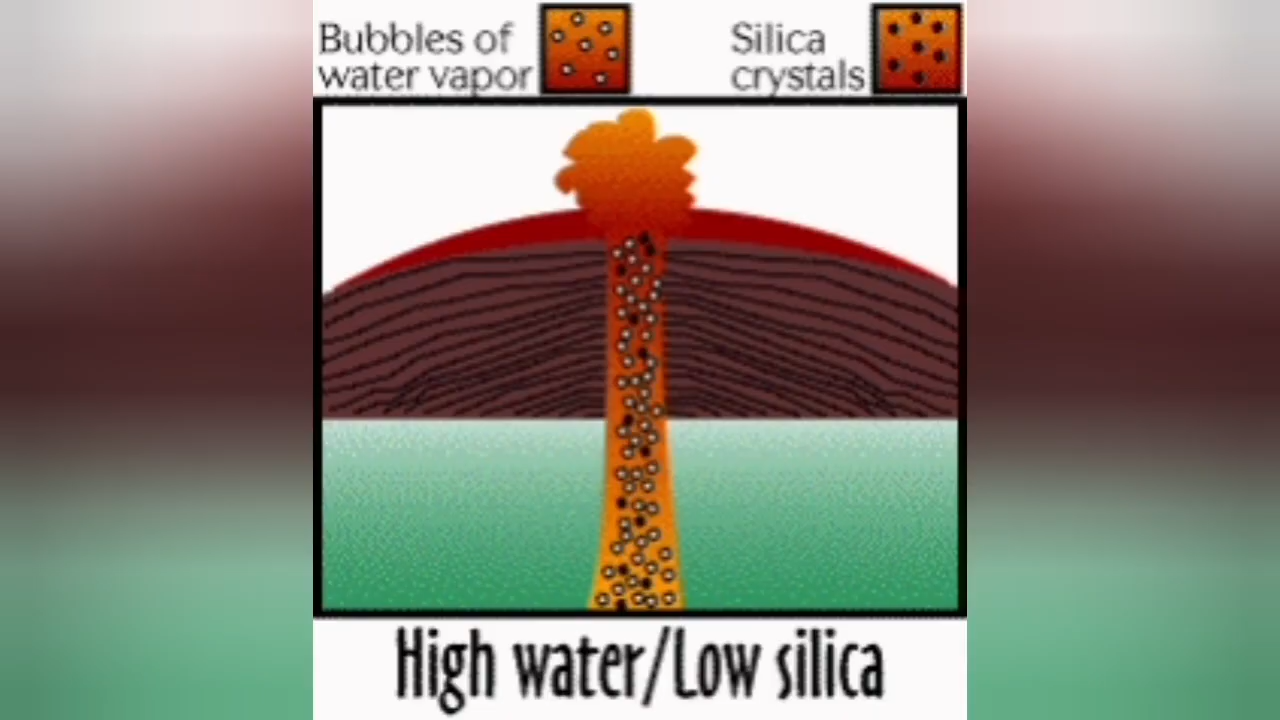 Bubbles of
water vapor
Silica
crystals
High water/Low silica